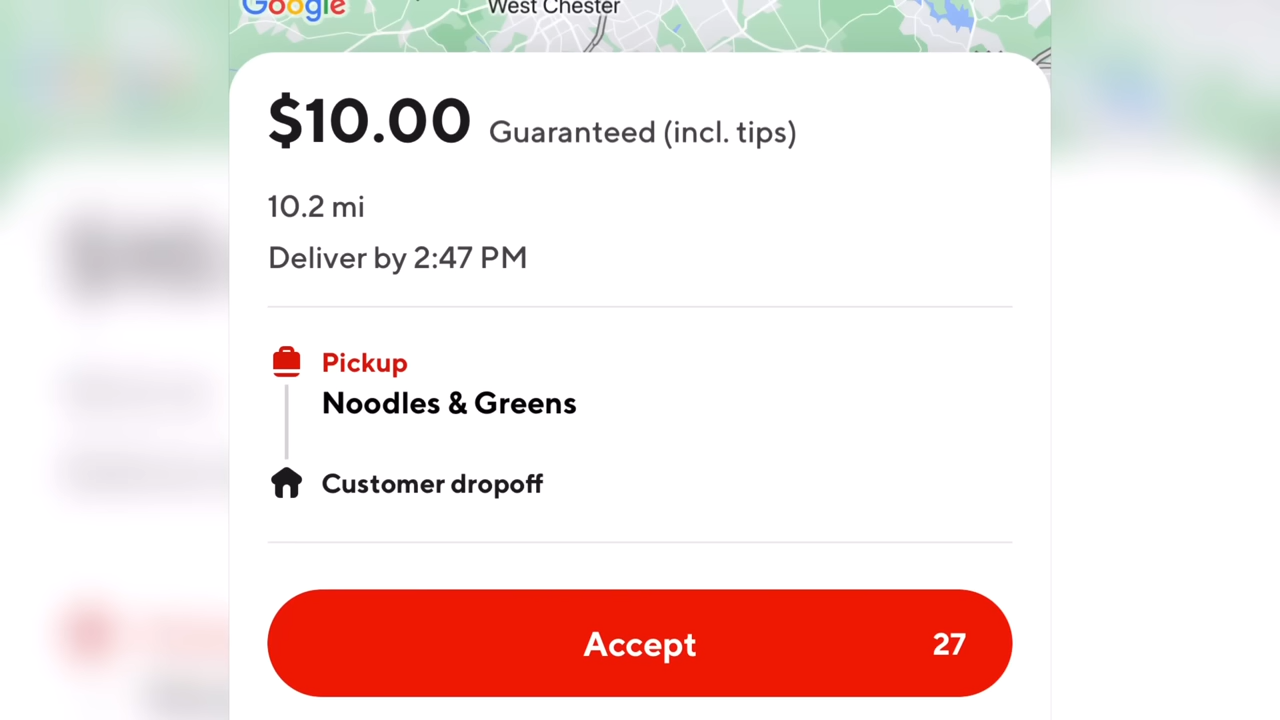 Google
West Chester
$10.00 Guaranteed (incl. tips)
10.2 mi
Deliver by 2:47 PM
Pickup
Noodles & Greens
Customer dropoff
Accept 27